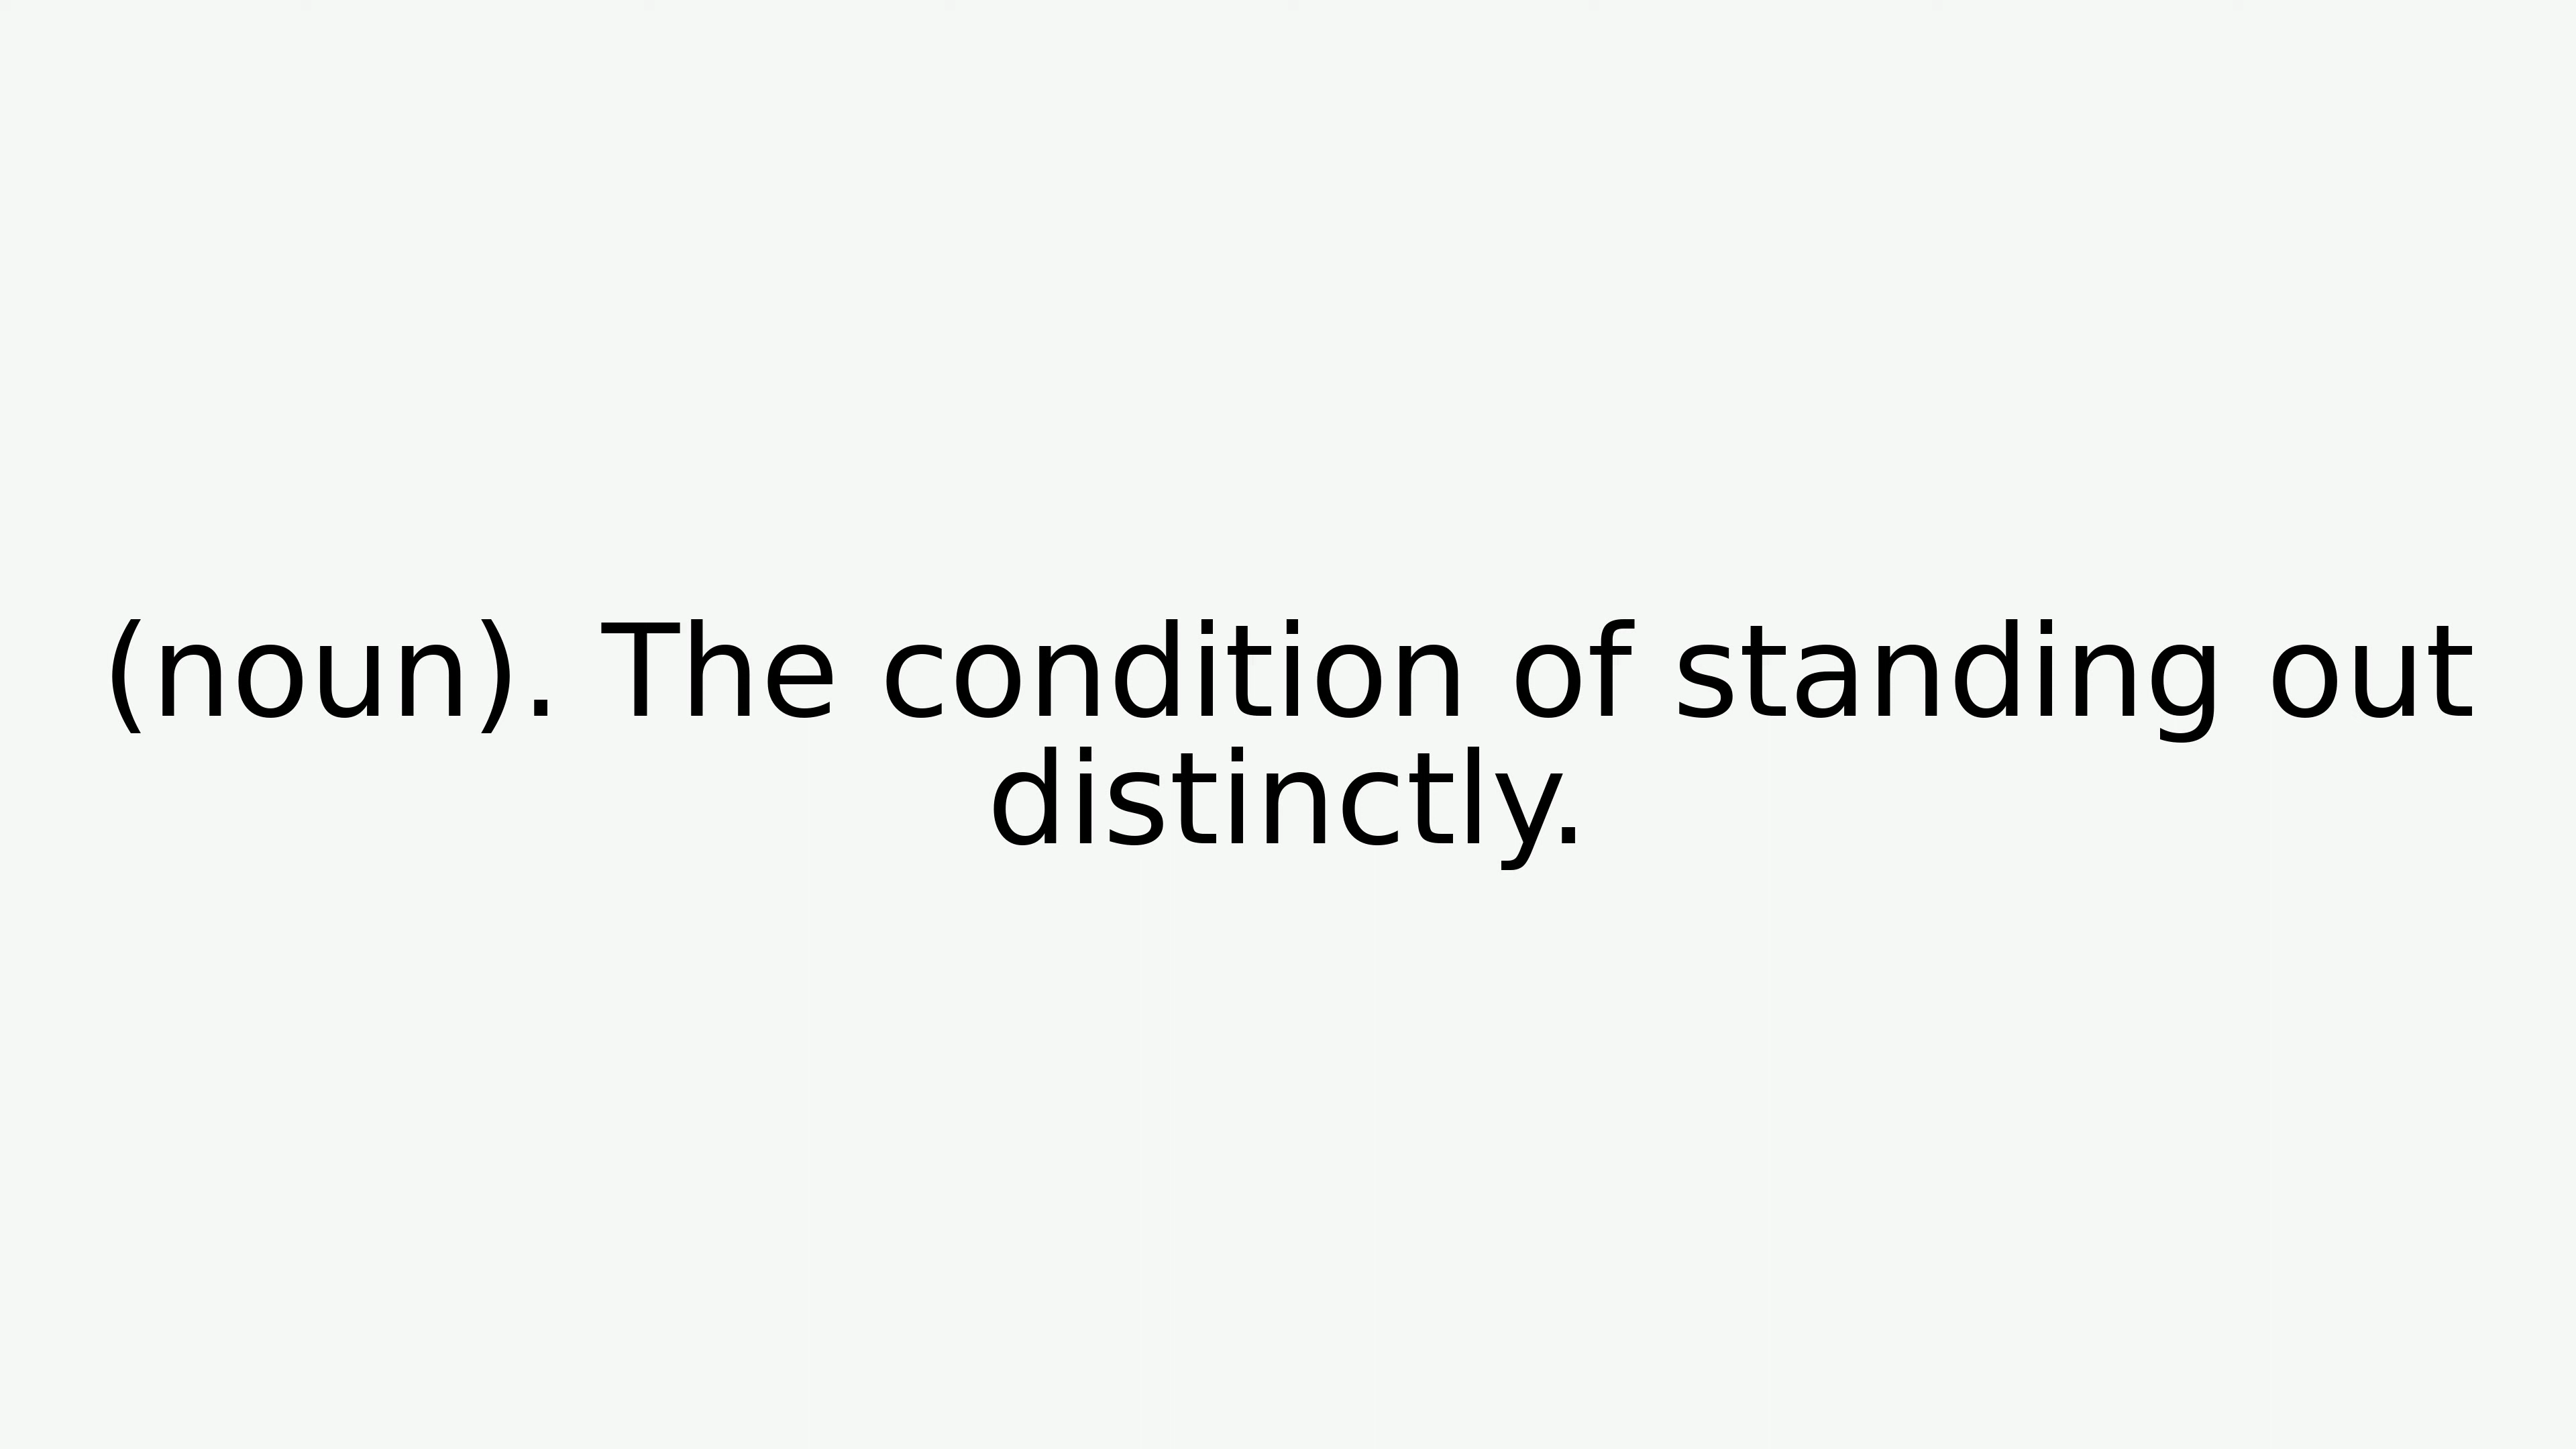 (noun). The condition of standing out
distinctly.